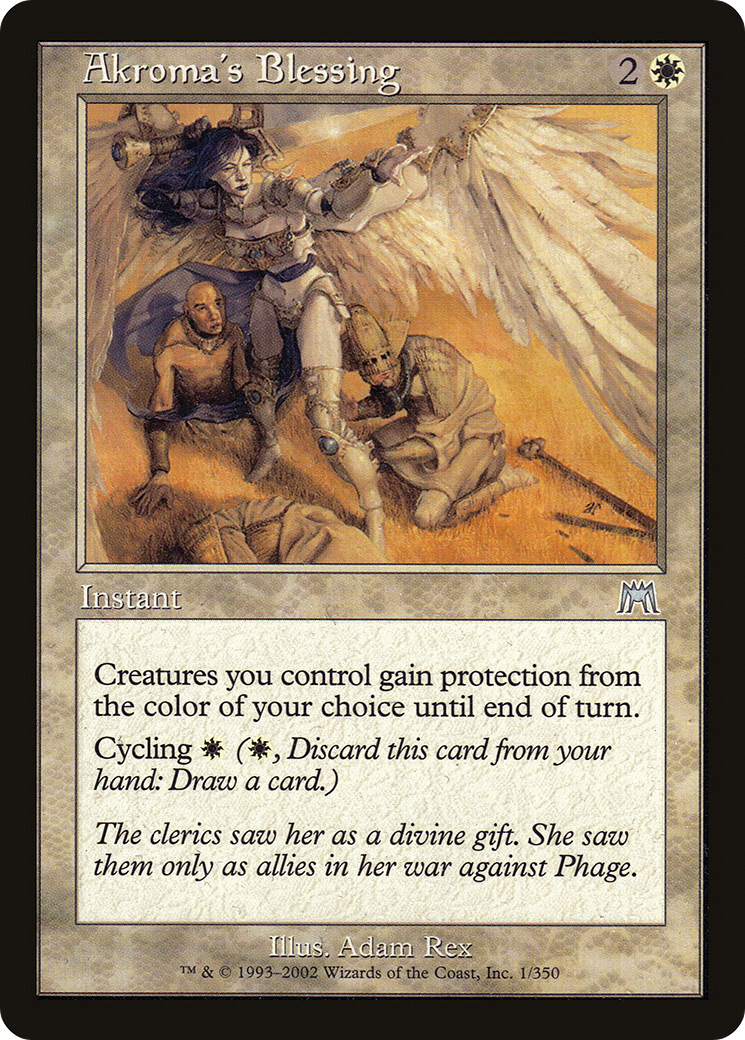 Akroma's Blessing 2
Instant
Creatures you control gain protection from
the color of your choice until end of turn.
Cycling (, Discard this card from your
hand: Draw a card.)
The clerics saw her as a divine gift. She saw
them only as allies in her war against Phage.
Illus. Adam Rex
™ & © 1993–2002 Wizards of the Coast, Inc. 1/350